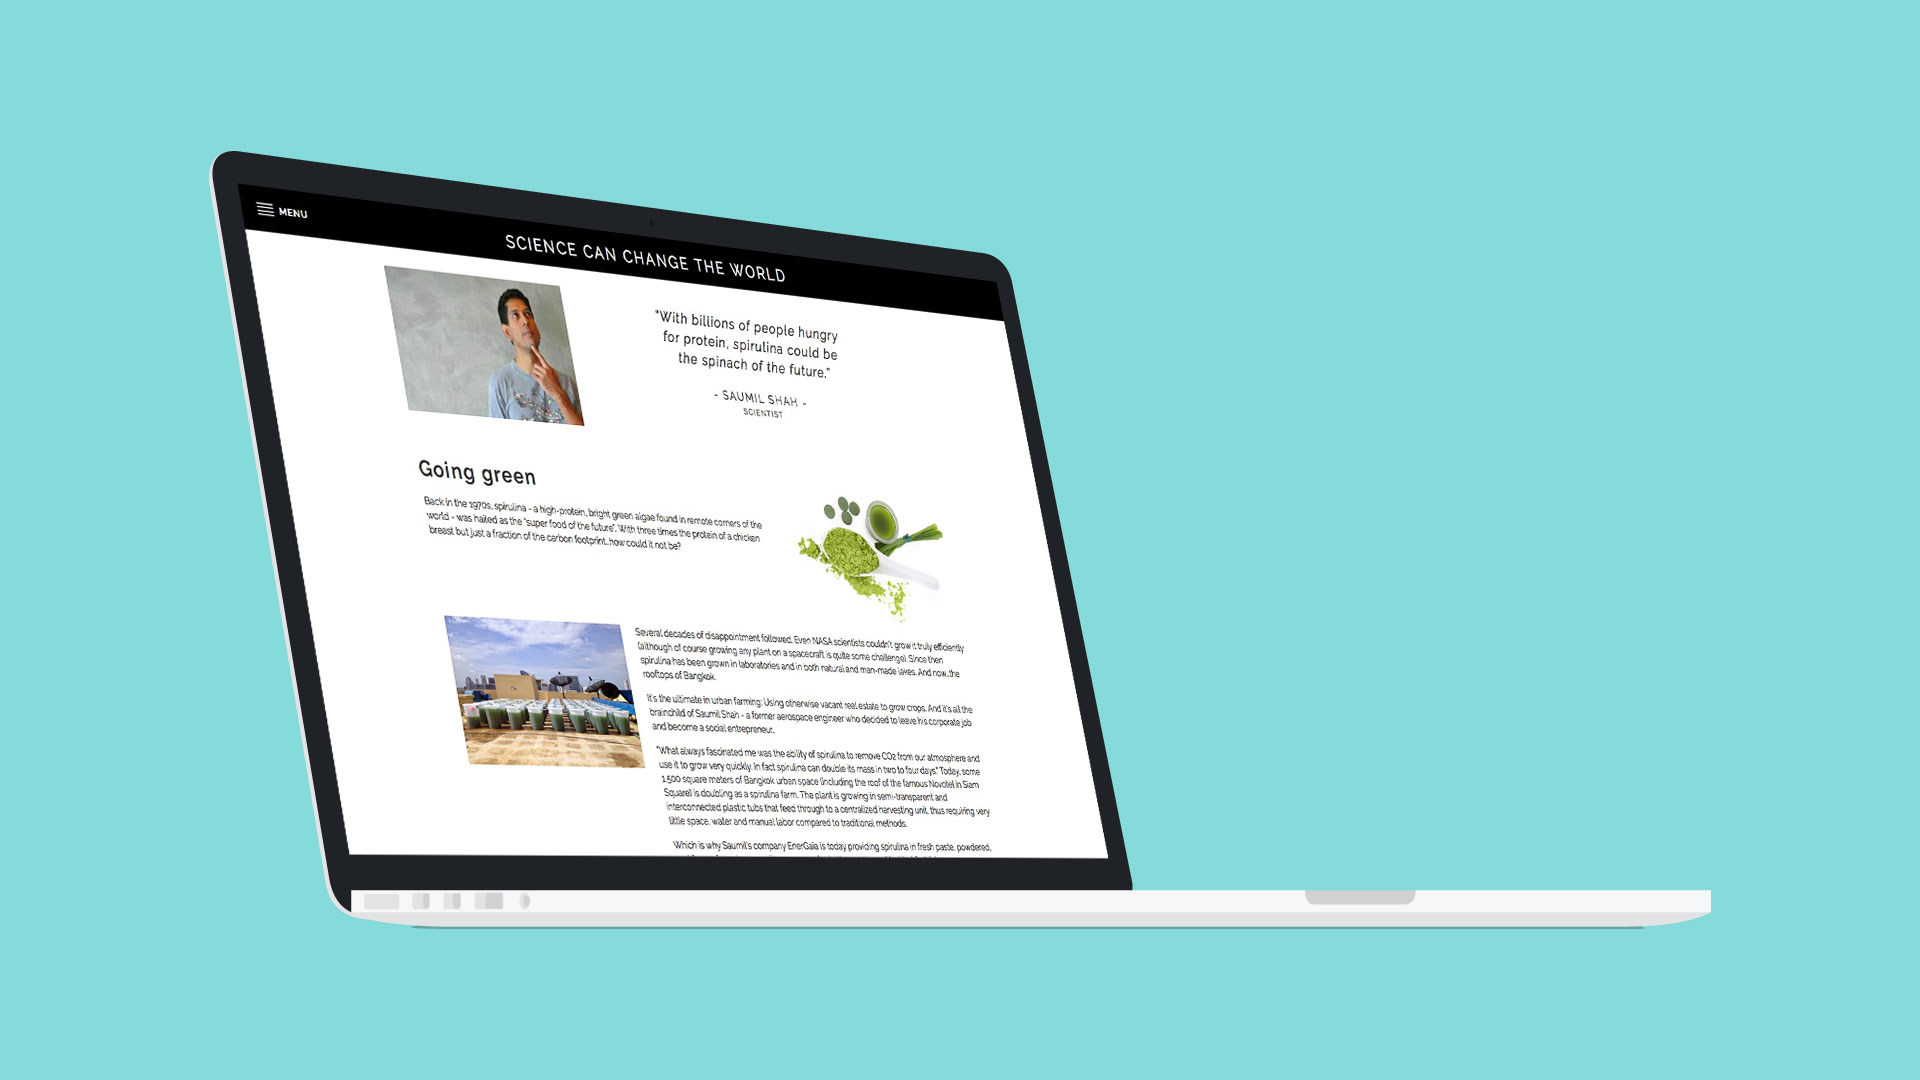 MENU
SCIENCE CAN CHANGE THE WORLD
"With billions of people hungry
for protein, spirulina could be
the spinach of the future."
- SAUMIL SHAH -
SCIENTIST
Going green
Back in the 1970s, spirulina - a high-protein, bright green algae found in remote corners of the
world - was hailed as the "super food of the future". With three times the protein of a chicken
breast but just a fraction of the carbon footprint...how could it not be?
Several decades of disappointment followed. Even NASA scientists couldn't grow it truly efficiently
(although of course growing any plant on a spacecraft is quite some challenge). Since then
spirulina has been grown in laboratories and in both natural and man-made lakes. And now...the
rooftops of Bangkok.
It's the ultimate in urban farming: Using otherwise vacant real estate to grow crops. And it's all the
brainchild of Saumil Shah - a former aerospace engineer who decided to leave his corporate job
and become a social entrepreneur.
"What always fascinated me was the ability of spirulina to remove CO2 from our atmosphere and
use it to grow very quickly. In fact spirulina can double its mass in two to four days." Today, some
1,500 square meters of Bangkok urban space (including the roof of the famous Novotel in Siam
Square) is doubling as a spirulina farm. The plant is growing in semi-transparent and
interconnected plastic tubs that feed through to a centralized harvesting unit, thus requiring very
little space, water and manual labor compared to traditional methods.
Which is why Saumil's company EnerGaia is today providing spirulina in fresh paste, powdered,